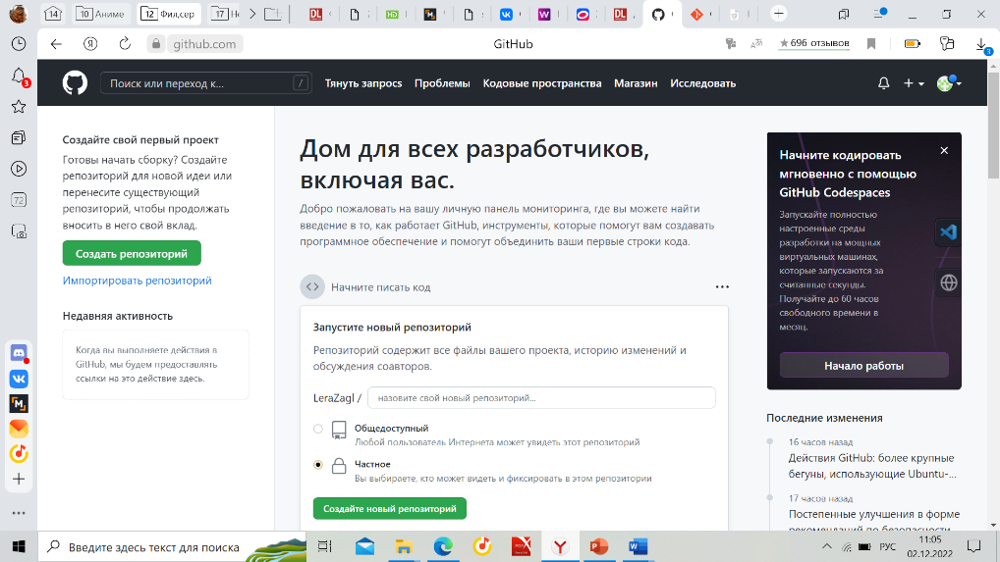 14
10 Аниме
12 Фил,сер
17
DL
HD
DL
github.com
GitHub
696 отзывов
3
3
72
Поиск или переход к...
/
Тянуть запрос
Проблемы
Кодовые пространства
Магазин
Исследовать
Создайте свой первый проект
Готовы начать сборку? Создайте
репозиторий для новой идеи или
перенесите существующий
репозиторий, чтобы продолжать
вносить в него свой вклад.
Создать репозиторий
Импортировать репозиторий
Недавняя активность
Когда вы выполняете действия в
GitHub, мы будем предоставлять
ссылки на это действие здесь.
Дом для всех разработчиков,
включая вас.
Добро пожаловать на вашу личную панель мониторинга, где вы можете найти
введение в то, как работает GitHub, инструменты, которые помогут вам создавать
программное обеспечение и помогут объединить ваши первые строки кода.
Начните писать код
Запустите новый репозиторий
Репозиторий содержит все файлы вашего проекта, историю изменений и
обсуждения соавторов.
LeraZagl /
назовите свой новый репозиторий...
Общедоступный
Любой пользователь Интернета может увидеть этот репозиторий
Частное
Вы выбираете, кто может видеть и фиксировать в этом репозитории
Создайте новый репозиторий
Начните кодировать
мгновенно с помощью
GitHub Codespaces
Запускайте полностью
настроенные среды
разработки на мощных
виртуальных машинах,
которые запускаются за
считанные секунды.
Получайте до 60 часов
свободного времени в
месяц.
Начало работы
Последние изменения
16 часов назад
Действия GitHub: более крупные
бегуны, использующие Ubuntu-...
17 часов назад
Постепенные улучшения в форме
рекомендаций по безопасности
Введите здесь текст для поиска
РУС
11:05
02.12.2022